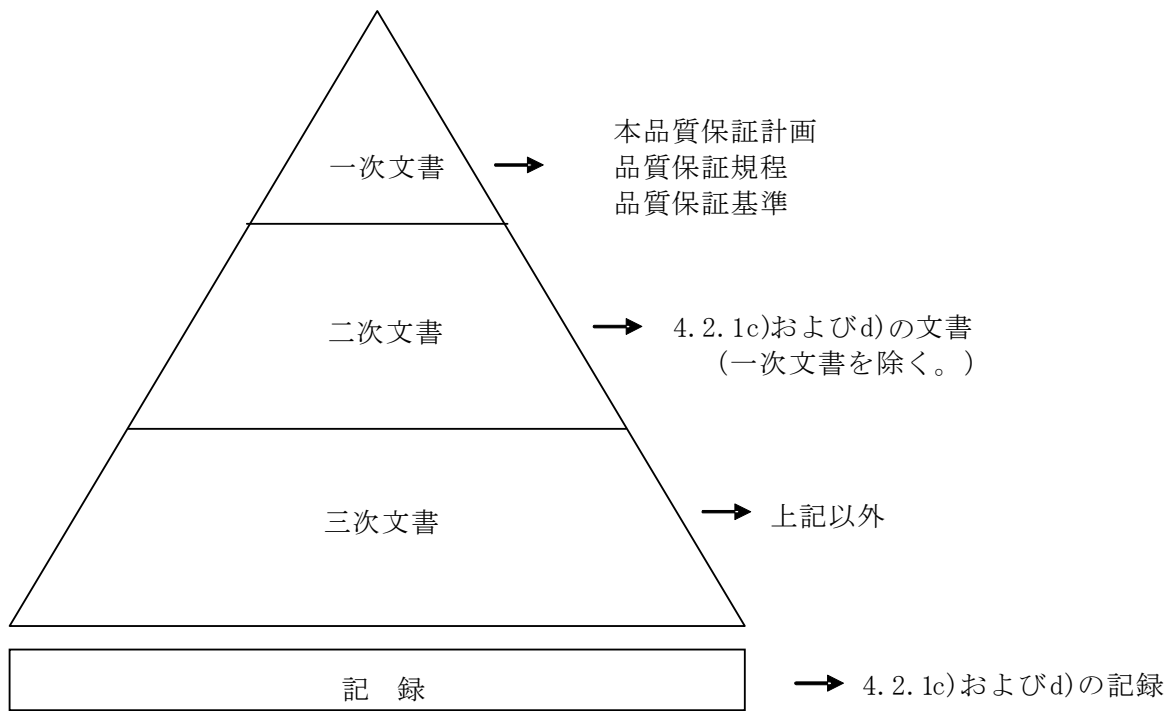 本品質保証計画
一次文書
品質保証規程
品質保証基準
二次文書
4.2.1c)およびd)の文書
(一次文書を除く。)
三次文書
上記以外
記 録
4.2.1c)およびd)の記録